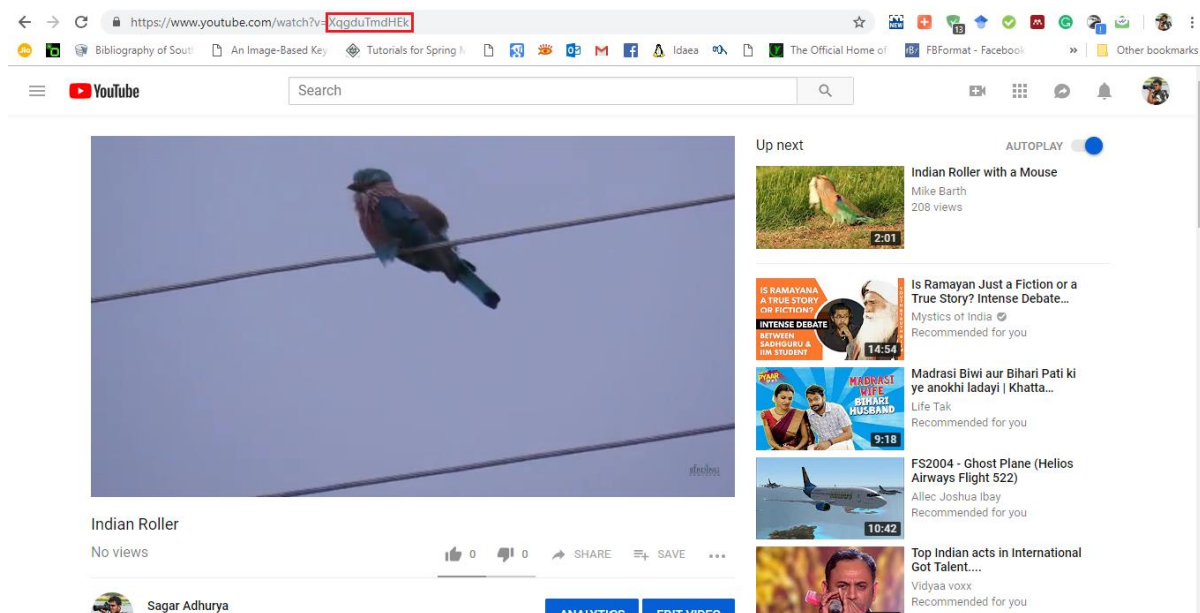 https://www.youtube.com/watch?v=XqgduTmdHEk
Bibliography of Sout
An Image-Based Key
Tutorials for Spring
Idaea
The Official Home of
FBFormat - Facebook
Other bookmarks
YouTube
Search
Up next
AUTOPLAY
Indian Roller with a Mouse
Mike Barth
208 views
2:01
IS RAMAYANA
A TRUE STORY
OR FICTION?
INTENSE DEBATE
BETWEEN
SADHGURU &
IIM STUDENT
14:54
Is Ramayan Just a Fiction or a
True Story? Intense Debate...
Mystics of India
Recommended for you
PYAAR
MADRASI
WIFE
BIHARI
HUSBAND
9:18
Madrasi Biwi aur Bihari Pati ki
ye anokhi ladayi | Khatta...
Life Tak
Recommended for you
10:42
FS2004 - Ghost Plane (Helios
Airways Flight 522)
Allec Joshua Ibay
Recommended for you
Top Indian acts in International
Got Talent....
Vidyaa voxx
Recommended for you
Indian Roller
No views
0
0
SHARE
SAVE
Sagar Adhurya
ANALYTICS
EDIT VIDEO